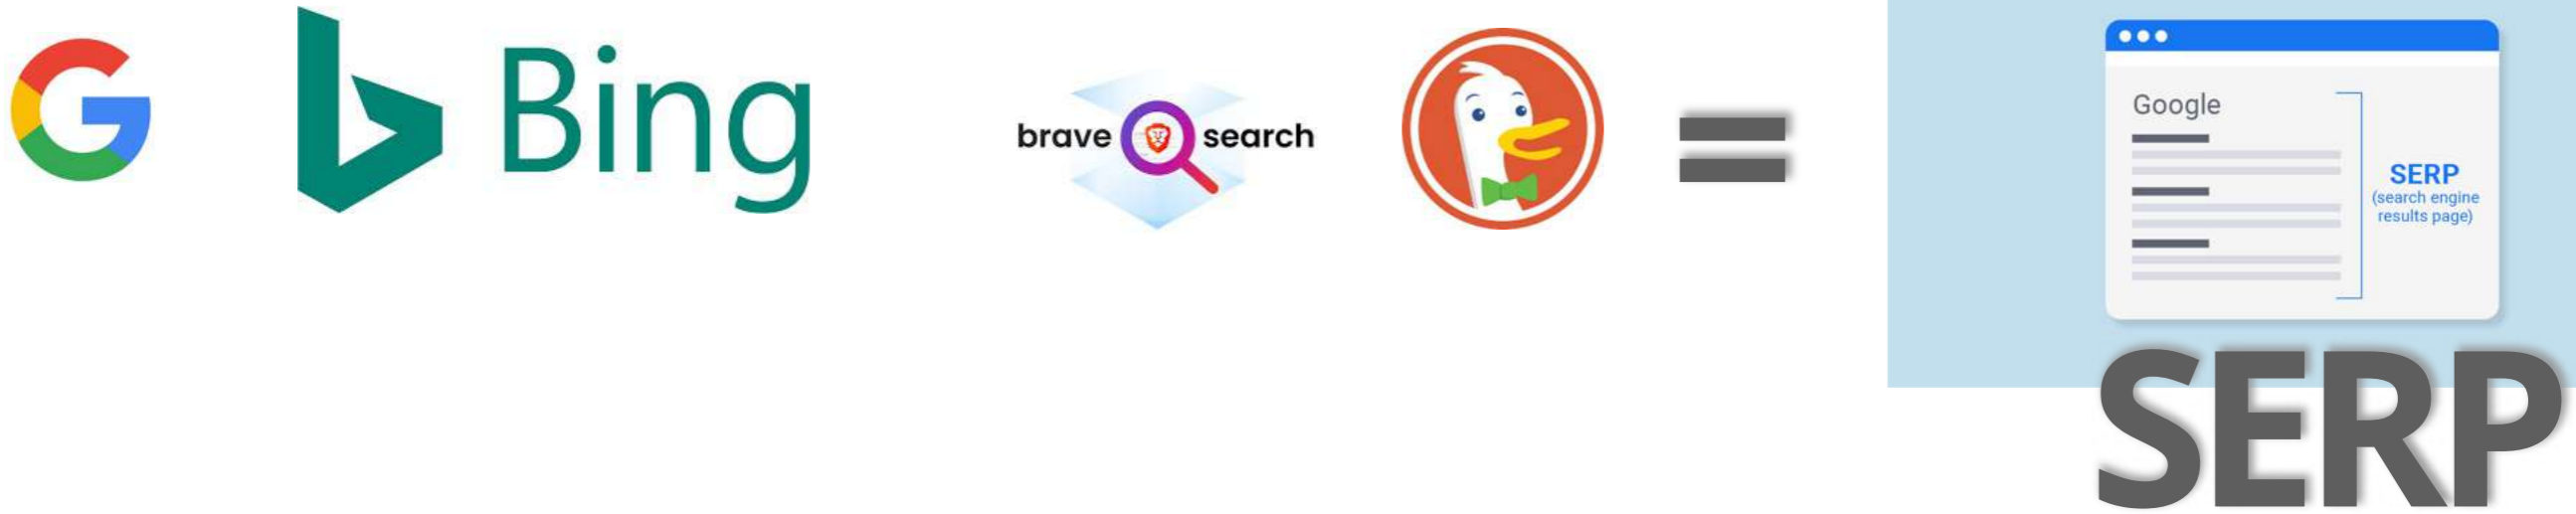 G
Bing
brave search
=
Google
SERP
(search engine
results page)
SERP